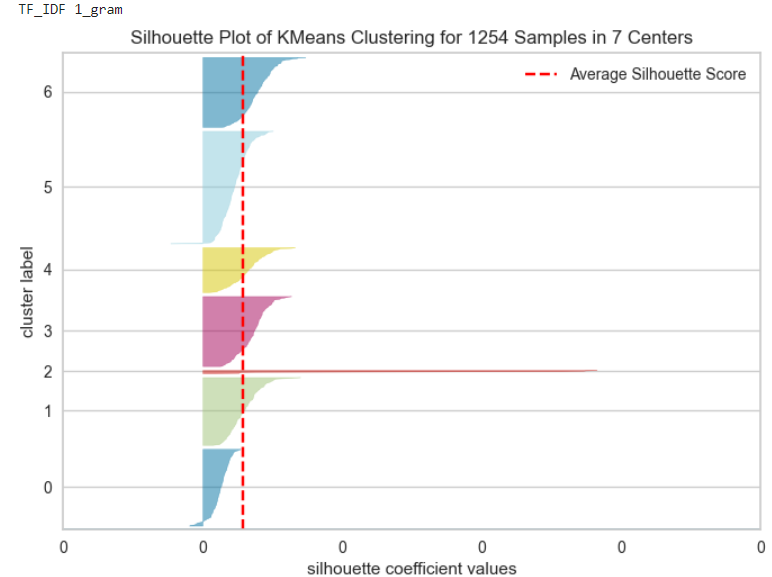 TF_IDF 1_gram
Silhouette Plot of KMeans Clustering for 1254 Samples in 7 Centers
Average Silhouette Score
6
5
4
3
2
1
0
cluster label
0 0 0 0 0 0
silhouette coefficient values